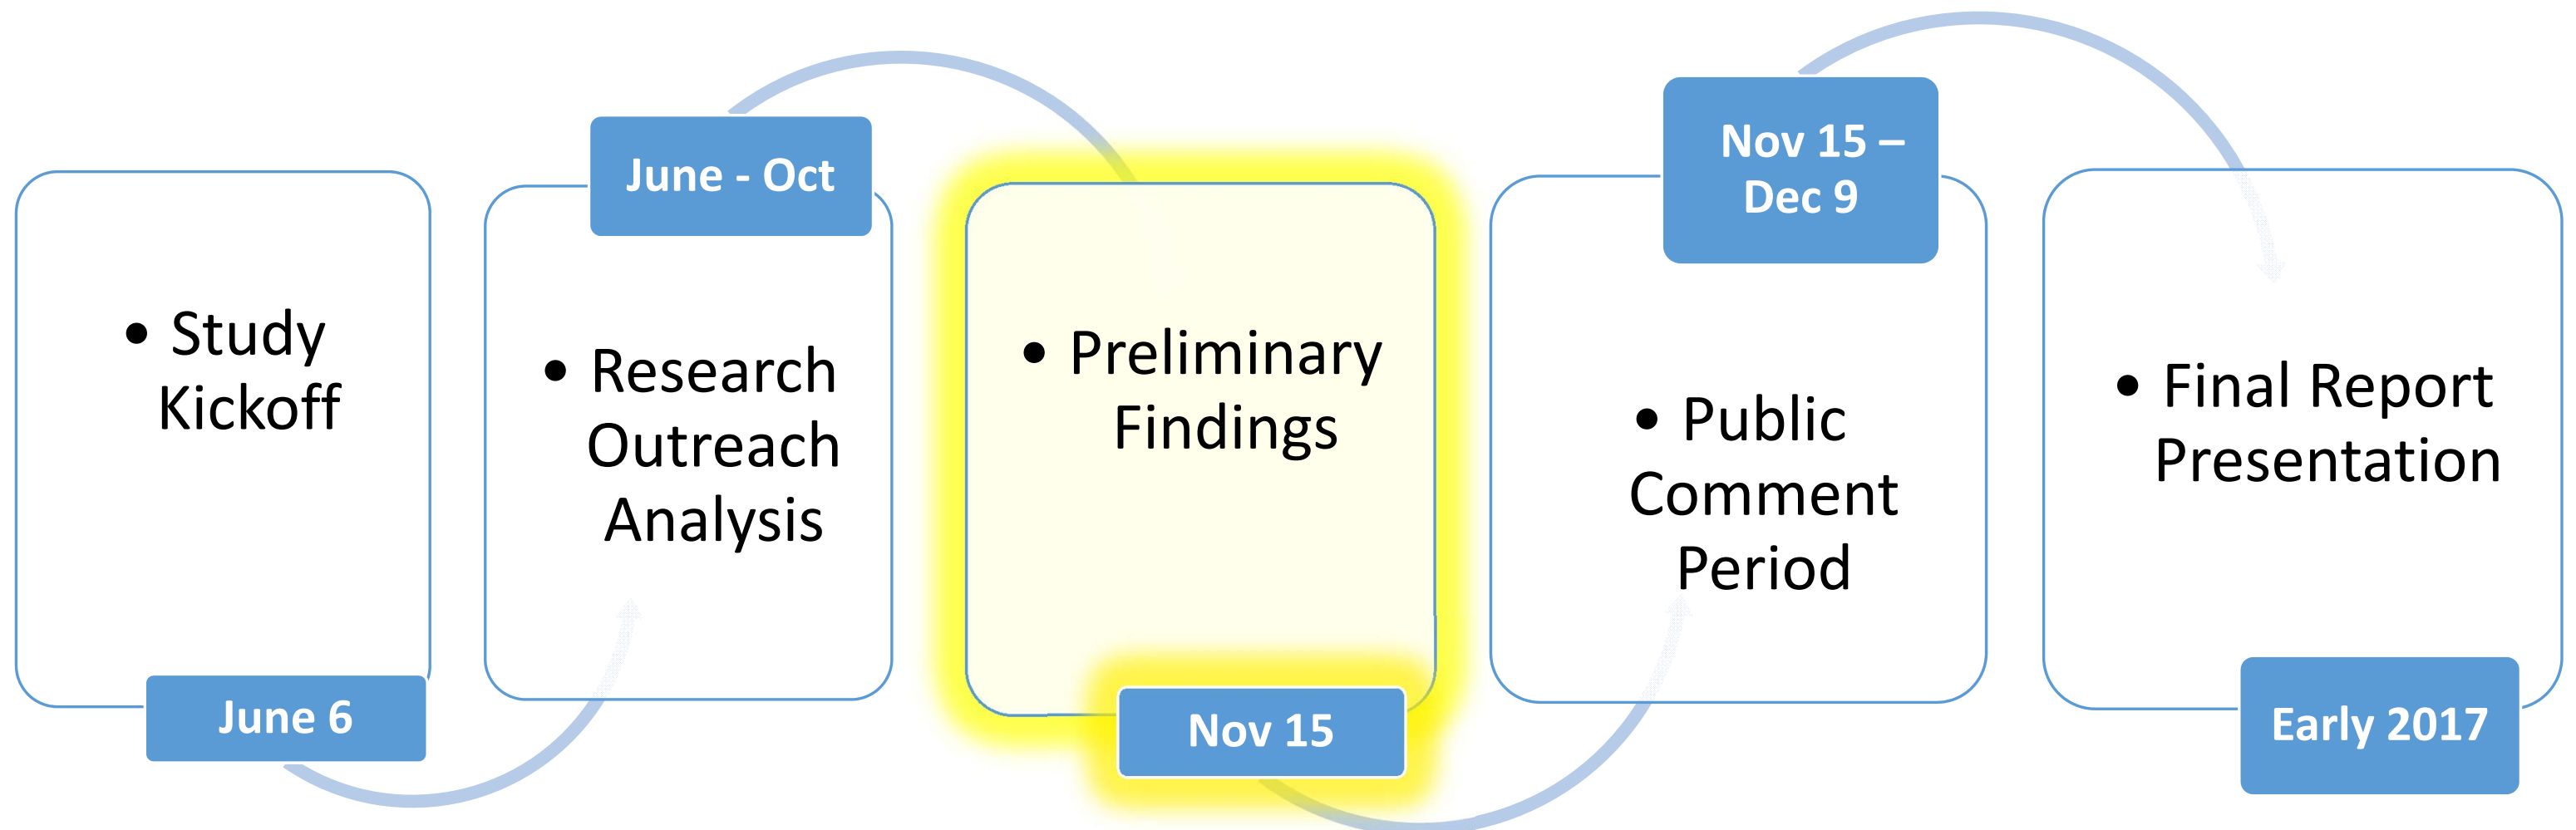 • Study
Kickoff
June 6
June - Oct
• Research
Outreach
Analysis
• Preliminary
Findings
Nov 15
Nov 15 –
Dec 9
• Public
Comment
Period
• Final Report
Presentation
Early 2017